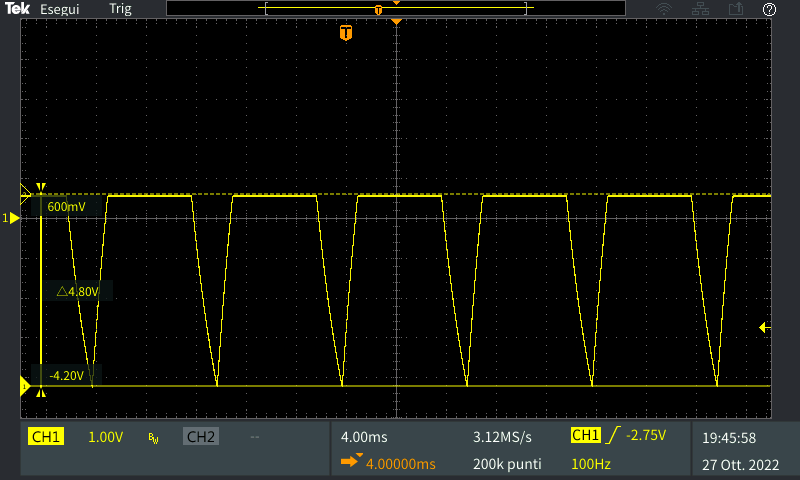 Tek Esegui Trig
T
T
600mV
1
△4.80V
-4.20V
CH1 1.00V BW CH2 -- 4.00ms 3.12MS/s CH1 -2.75V 19:45:58
4.00000ms 200k punti 100Hz 27 Ott. 2022